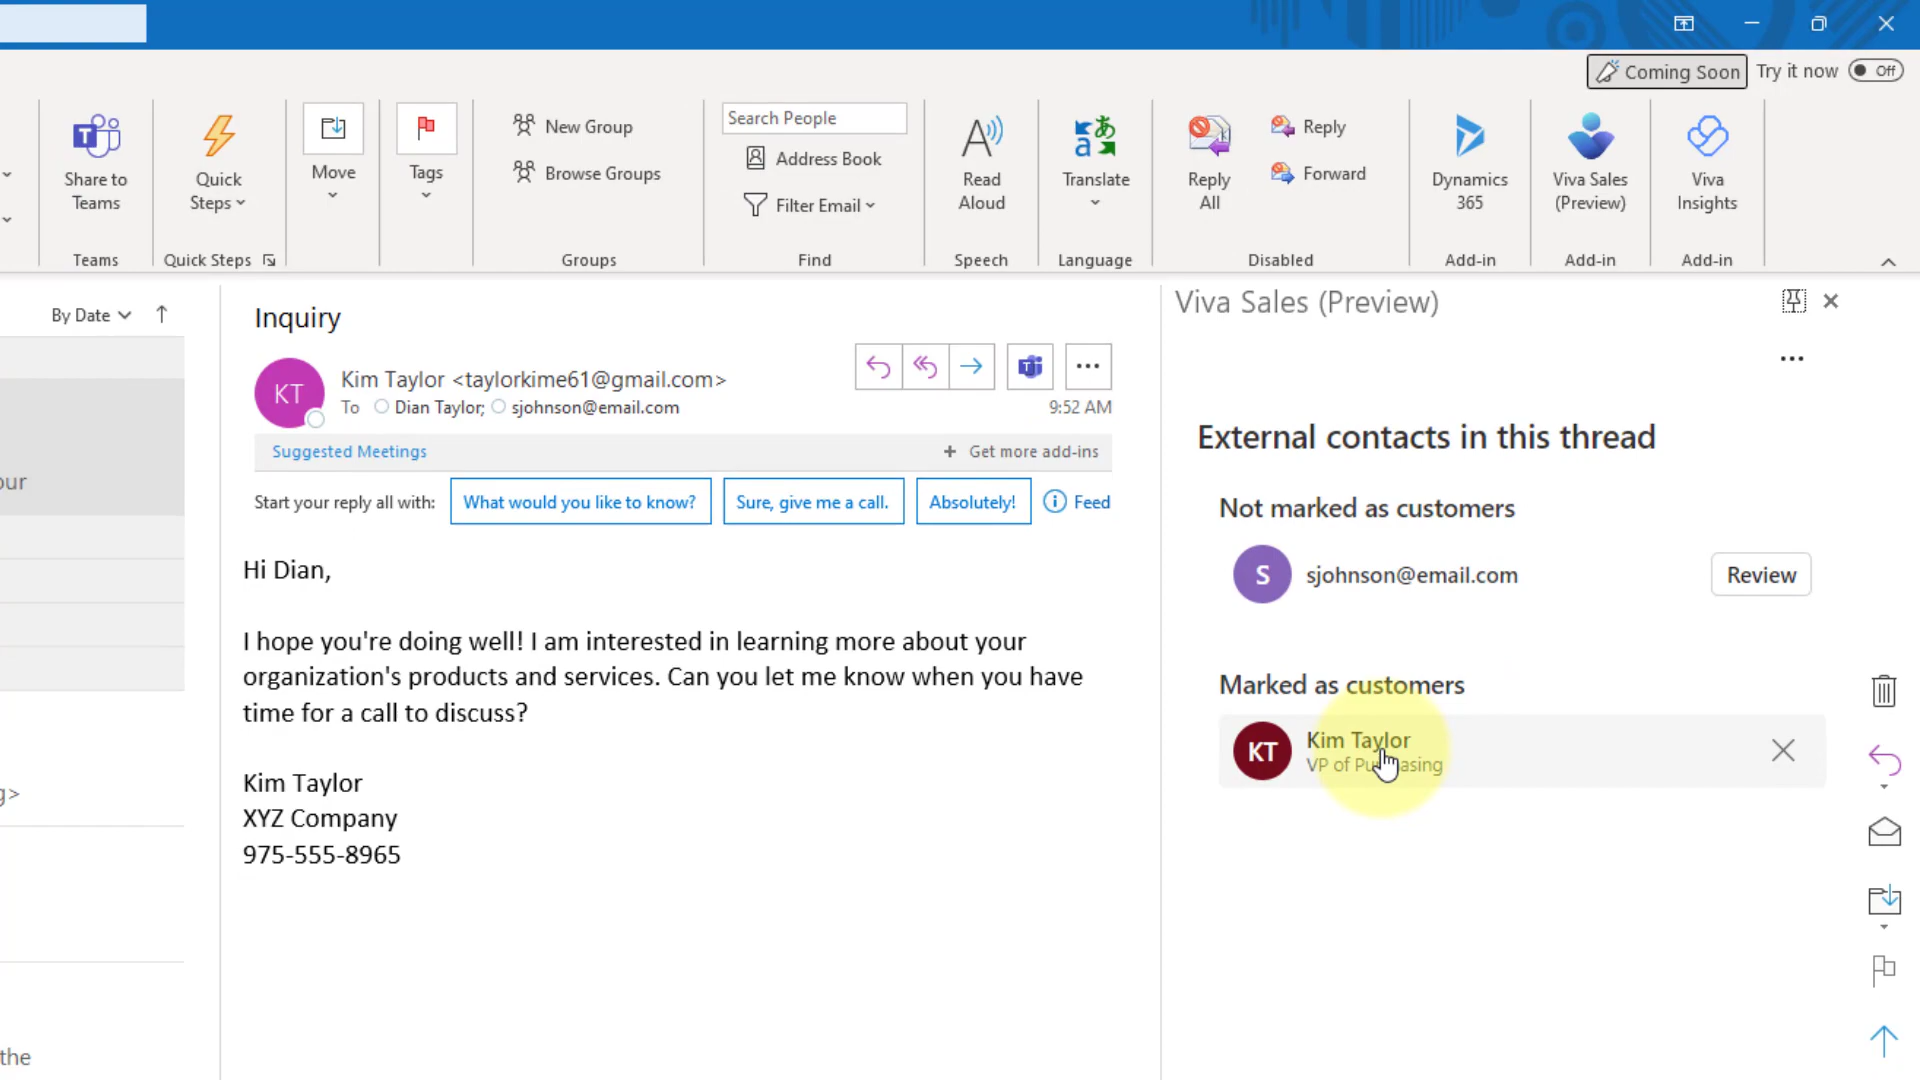 Coming Soon
Try it now
Off
Share to
Teams
Teams
Quick
Steps
Quick Steps
Move
Tags
New Group
Browse Groups
Groups
Search People
Address Book
Filter Email
Find
Read
Aloud
Speech
Translate
Language
Reply
All
Reply
Forward
Disabled
Dynamics
365
Add-in
Viva Sales
(Preview)
Add-in
Viva
Insights
Add-in
By Date
our
g>
the
Inquiry
KT
Kim Taylor <taylorkime61@gmail.com>
To Dian Taylor; sjohnson@email.com
9:52 AM
Suggested Meetings
+ Get more add-ins
Start your reply all with:
What would you like to know?
Sure, give me a call.
Absolutely!
Feed
Hi Dian,
I hope you're doing well! I am interested in learning more about your
organization's products and services. Can you let me know when you have
time for a call to discuss?
Kim Taylor
XYZ Company
975-555-8965
Viva Sales (Preview)
External contacts in this thread
Not marked as customers
S
sjohnson@email.com
Review
Marked as customers
KT
Kim Taylor
VP of Purchasing